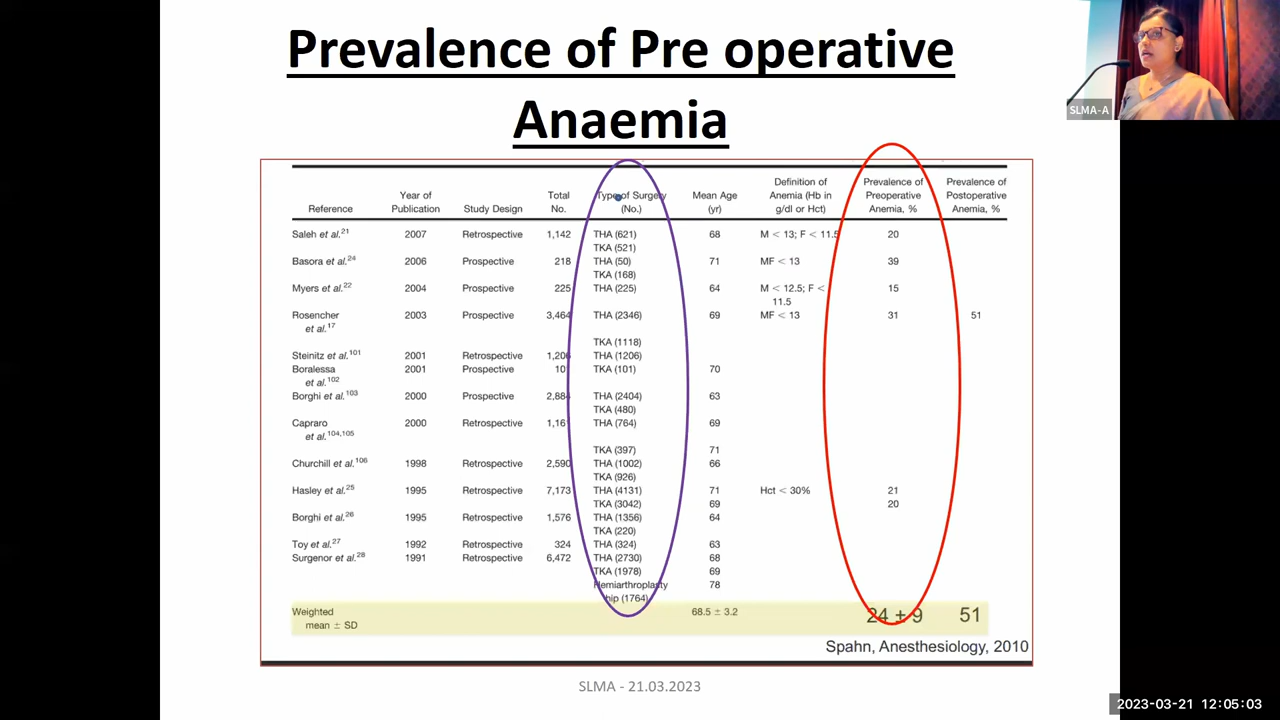 Prevalence of Pre operative
Anaemia
SLMA-A
Definition of Prevalence of Prevalence of
Year of Total Type of Surgery Mean Age Anemia (Hb in Preoperative Postoperative
Reference Publication Study Design No. (No.) (yr) g/dl or Hct) Anemia, % Anemia, %
Saleh et al.21 2007 Retrospective 1,142 THA (621) 68 M < 13; F < 11.5 20
TKA (521)
Basora et al.24 2006 Prospective 218 THA (50) 71 MF < 13 39
TKA (168)
Myers et al.22 2004 Prospective 225 THA (225) 64 M < 12.5; F < 15
11.5
Rosencher 2003 Prospective 3,464 THA (2346) 69 MF < 13 31 51
et al.17
TKA (1118)
Steinitz et al.101 2001 Retrospective 1,206 THA (1206)
Boralessa 2001 Prospective 101 TKA (101) 70
et al.102
Borghi et al.103 2000 Prospective 2,884 THA (2404) 63
TKA (480)
Capraro 2000 Retrospective 1,161 THA (764) 69
et al.104,105
TKA (397) 71
Churchill et al.106 1998 Retrospective 2,590 THA (1002) 66
TKA (926)
Hasley et al.25 1995 Retrospective 7,173 THA (4131) 71 Hct < 30% 21
TKA (3042) 69 20
Borghi et al.26 1995 Retrospective 1,576 THA (1356) 64
TKA (220)
Toy et al.27 1992 Retrospective 324 THA (324) 63
Surgenor et al.28 1991 Retrospective 6,472 THA (2730) 68
TKA (1978) 69
Hemiarthroplasty 78
hip (1764)
Weighted 68.5 ± 3.2 24 ± 9 51
mean ± SD
Spahn, Anesthesiology, 2010
SLMA - 21.03.2023
2023-03-21 12:05:03